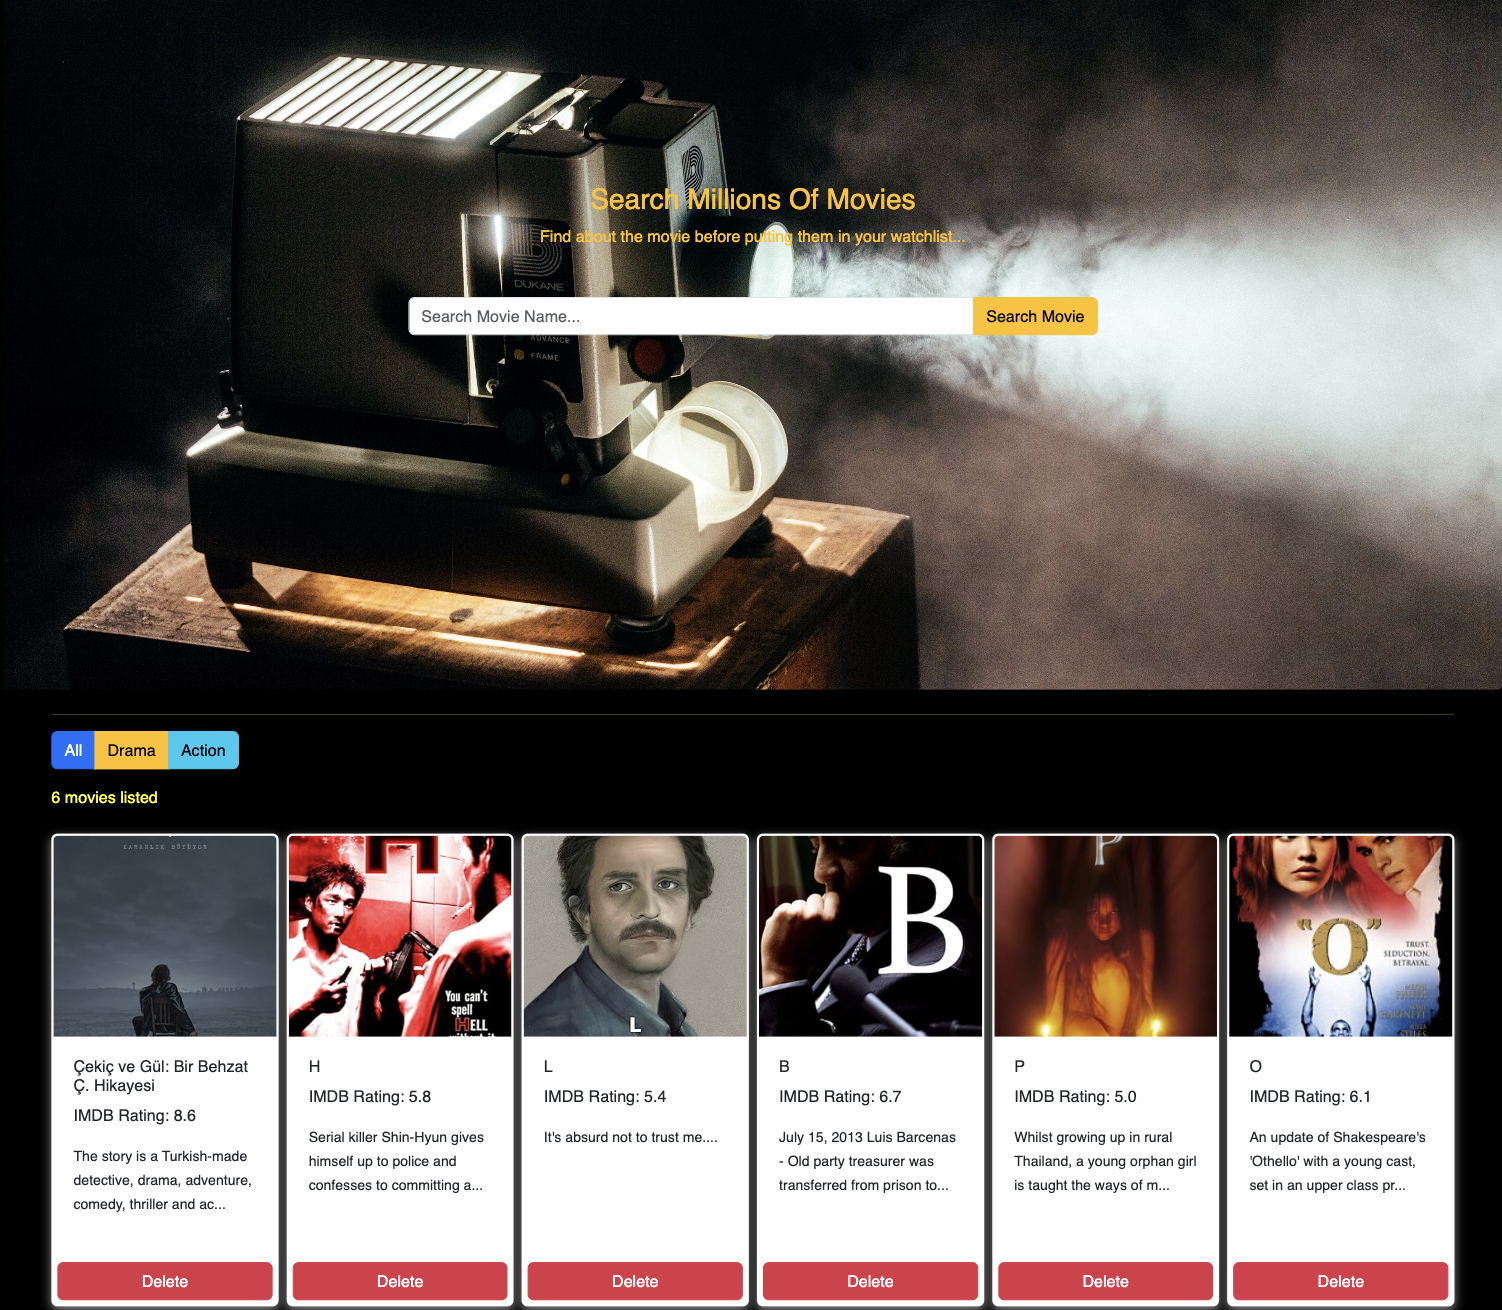 Search Millions Of Movies
Find about the movie before putting them in your watchlist...
DUKANE
Search Movie Name...
Search Movie
ADVANCE
FRAME
All
Drama
Action
6 movies listed
KARANLIK BÜYÜYOR
You can't
spell
HELL
L
B
P
"O"
TRUST.
SEDUCTION.
BETRAYAL.
Çekiç ve Gül: Bir Behzat
Ç. Hikayesi
IMDB Rating: 8.6
The story is a Turkish-made
detective, drama, adventure,
comedy, thriller and ac...
Delete
H
IMDB Rating: 5.8
Serial killer Shin-Hyun gives
himself up to police and
confesses to committing a...
Delete
L
IMDB Rating: 5.4
It's absurd not to trust me....
Delete
B
IMDB Rating: 6.7
July 15, 2013 Luis Barcenas
- Old party treasurer was
transferred from prison to...
Delete
P
IMDB Rating: 5.0
Whilst growing up in rural
Thailand, a young orphan girl
is taught the ways of m...
Delete
O
IMDB Rating: 6.1
An update of Shakespeare's
'Othello' with a young cast,
set in an upper class pr...
Delete